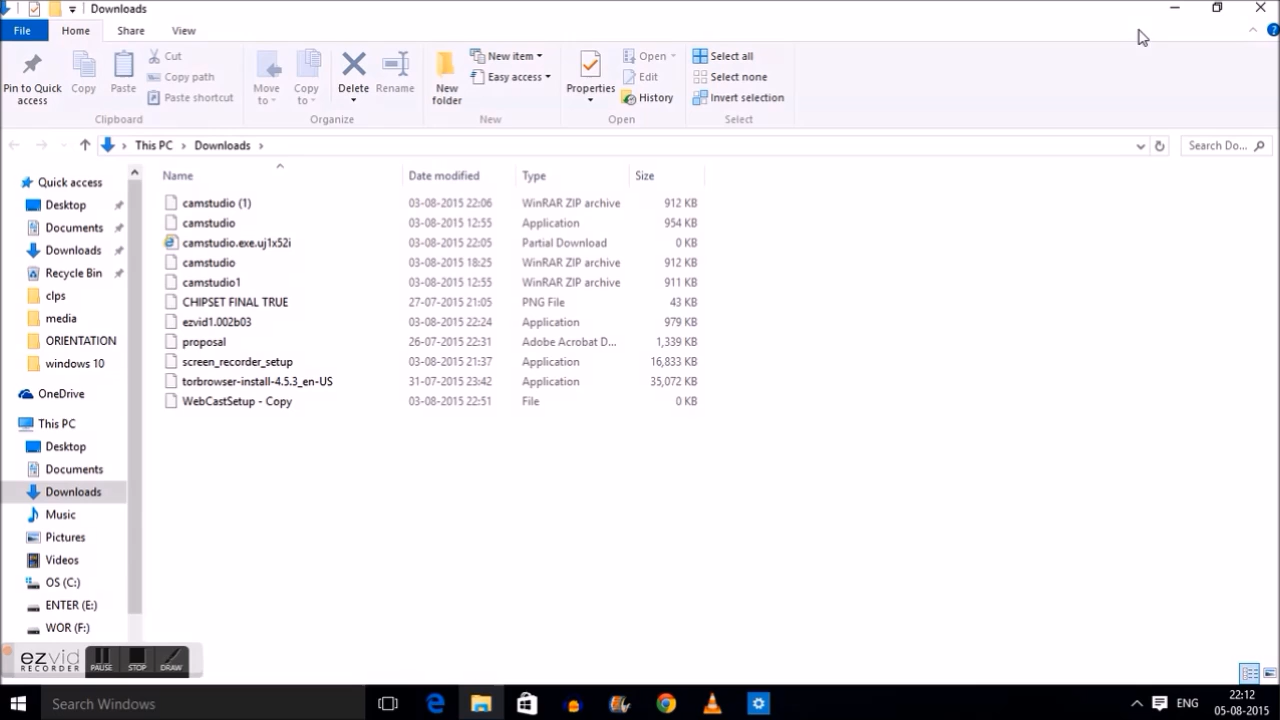 Downloads
File Home Share View
Pin to Quick access
Copy
Paste
Cut
Copy path
Paste shortcut
Clipboard
Move to
Copy to
Delete
Rename
Organize
New folder
New item
Easy access
New
Properties
Open
Edit
History
Open
Select all
Select none
Invert selection
Select
This PC Downloads
Search Do...
Quick access
Desktop
Documents
Downloads
Recycle Bin
clps
media
ORIENTATION
windows 10
OneDrive
This PC
Desktop
Documents
Downloads
Music
Pictures
Videos
OS (C:)
ENTER (E:)
WOR (F:)
Name Date modified Type Size
camstudio (1) 03-08-2015 22:06 WinRAR ZIP archive 912 KB
camstudio 03-08-2015 12:55 Application 954 KB
camstudio.exe.uj1x52i 03-08-2015 22:05 Partial Download 0 KB
camstudio 03-08-2015 18:25 WinRAR ZIP archive 912 KB
camstudio1 03-08-2015 12:55 WinRAR ZIP archive 911 KB
CHIPSET FINAL TRUE 27-07-2015 21:05 PNG File 43 KB
ezvid1.002b03 03-08-2015 22:24 Application 979 KB
proposal 26-07-2015 22:31 Adobe Acrobat D... 1,339 KB
screen_recorder_setup 03-08-2015 21:37 Application 16,833 KB
torbrowser-install-4.5.3_en-US 31-07-2015 23:42 Application 35,072 KB
WebCastSetup - Copy 03-08-2015 22:51 File 0 KB
ezvid
RECORDER
PAUSE STOP DRAW
Search Windows
ENG
22:12
05-08-2015